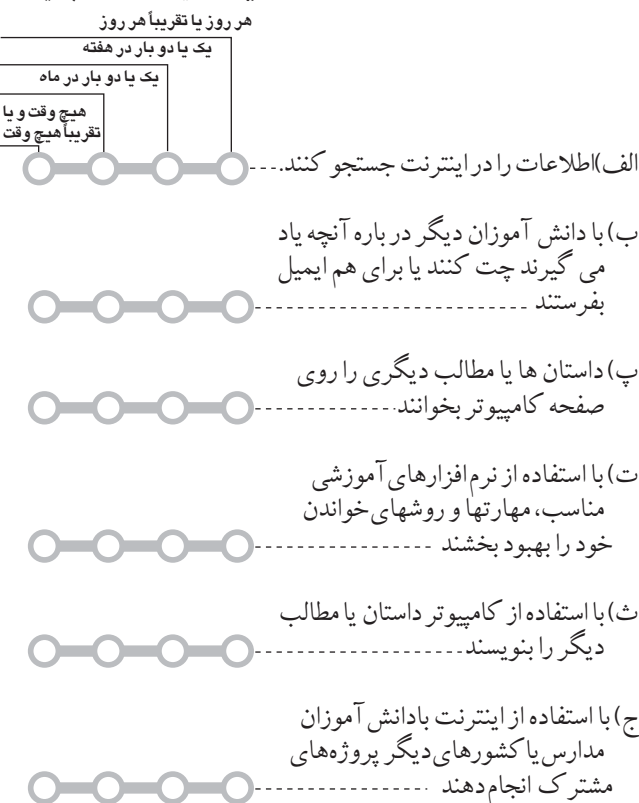 هر روز یا تقریباً هر روز
یک یا دو بار در هفته
یک یا دو بار در ماه
هیچ وقت و یا
تقریباً هیچ وقت
الف)اطلاعات را در اینترنت جستجو کنند.
ب) با دانش آموزان دیگر در باره آنچه یاد
می گیرند چت کنند یا برای هم ایمیل
بفرستند
پ) داستان ها یا مطالب دیگری را روی
صفحه کامپیوتر بخوانند
ت) با استفاده از نرم افزارهای آموزشی
مناسب، مهارتها و روشهای خواندن
خود را بهبود بخشند
ث) با استفاده از کامپیوتر داستان یا مطالب
دیگر را بنویسند
ج) با استفاده از اینترنت بادانش آموزان
مدارس یا کشورهای دیگر پروژه‌های
مشترک انجام دهند